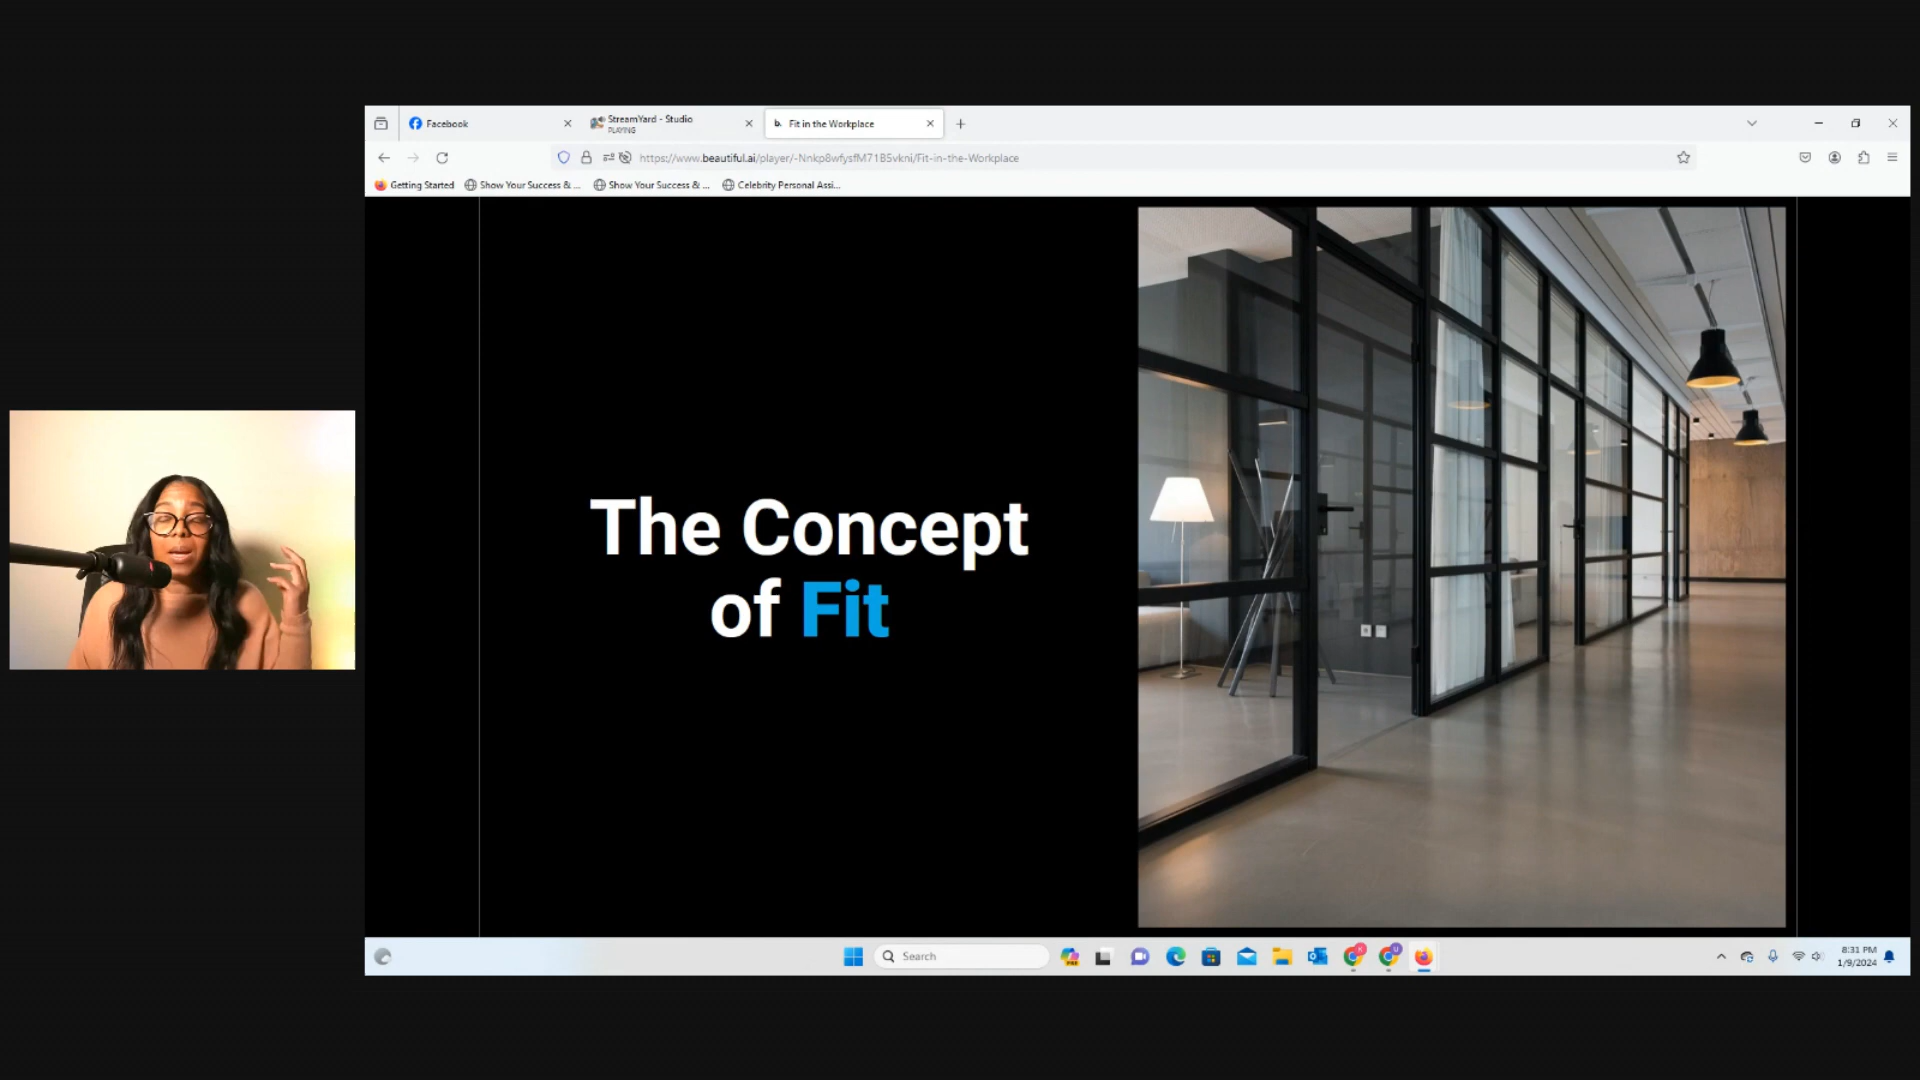 Facebook
StreamYard - Studio
PLAYING
b. Fit in the Workplace
https://www.beautiful.ai/player/-Nnkp8wfysfM71B5vkni/Fit-in-the-Workplace
Getting Started
Show Your Success & ...
Show Your Success & ...
Celebrity Personal Assi...
The Concept
of Fit
Search
8:31 PM
1/9/2024